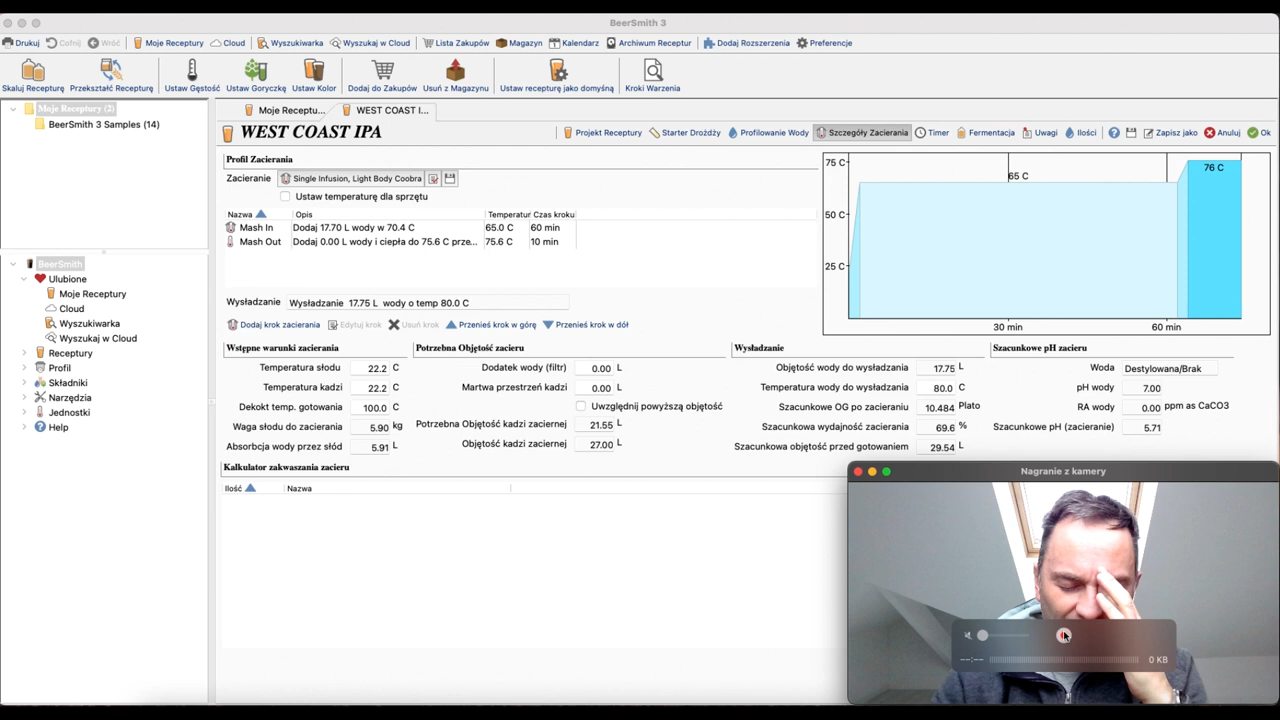 BeerSmith 3
Drukuj Cofnij Wróć Moje Receptury Cloud Wyszukiwarka Wyszukaj w Cloud Lista Zakupów Magazyn Kalendarz Archiwum Receptur Dodaj Rozszerzenia Preferencje
Skaluj Recepturę Przekształć Recepturę Ustaw Gęstość Ustaw Goryczkę Ustaw Kolor Dodaj do Zakupów Usuń z Magazynu Ustaw recepturę jako domyślną Kroki Warzenia
Moje Receptury (2)
BeerSmith 3 Samples (14)
BeerSmith
Ulubione
Moje Receptury
Cloud
Wyszukiwarka
Wyszukaj w Cloud
Receptury
Profil
Składniki
Narzędzia
Jednostki
Help
Moje Receptu... WEST COAST I...
WEST COAST IPA
Projekt Receptury Starter Drożdży Profilowanie Wody Szczegóły Zacierania Timer Fermentacja Uwagi Ilości Zapisz jako Anuluj Ok
Profil Zacierania
Zacieranie Single Infusion, Light Body Coobra
Ustaw temperaturę dla sprzętu
Nazwa Opis Temperatur Czas kroku
Mash In Dodaj 17.70 L wody w 70.4 C 65.0 C 60 min
Mash Out Dodaj 0.00 L wody i ciepła do 75.6 C prze... 75.6 C 10 min
Wysładzanie Wysładzanie 17.75 L wody o temp 80.0 C
Dodaj krok zacierania Edytuj krok Usuń krok Przenieś krok w górę Przenieś krok w dół
75 C
50 C
25 C
65 C
76 C
30 min 60 min
Wstępne warunki zacierania
Temperatura słodu 22.2 C
Temperatura kadzi 22.2 C
Dekokt temp. gotowania 100.0 C
Waga słodu do zacierania 5.90 kg
Absorbcja wody przez słód 5.91 L
Potrzebna Objętość zacieru
Dodatek wody (filtr) 0.00 L
Martwa przestrzeń kadzi 0.00 L
Uwzględnij powyższą objętość
Potrzebna Objętość kadzi zaciernej 21.55 L
Objętość kadzi zaciernej 27.00 L
Wysładzanie
Objętość wody do wysładzania 17.75 L
Temperatura wody do wysładzania 80.0 C
Szacunkowe OG po zacieraniu 10.484 Plato
Szacunkowa wydajność zacierania 69.6 %
Szacunkowa objętość przed gotowaniem 29.54 L
Szacunkowe pH zacieru
Woda Destylowana/Brak
pH wody 7.00
RA wody 0.00 ppm as CaCO3
Szacunkowe pH (zacieranie) 5.71
Kalkulator zakwaszania zacieru
Ilość Nazwa
Nagranie z kamery
--:-- 0 KB